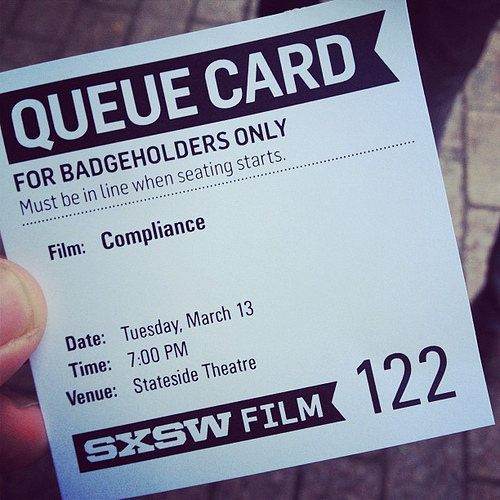 QUEUE CARD
FOR BADGEHOLDERS ONLY
Must be in line when seating starts.
Film: Compliance
Date: Tuesday, March 13
Time: 7:00 PM
Venue: Stateside Theatre
SXSW FILM 122